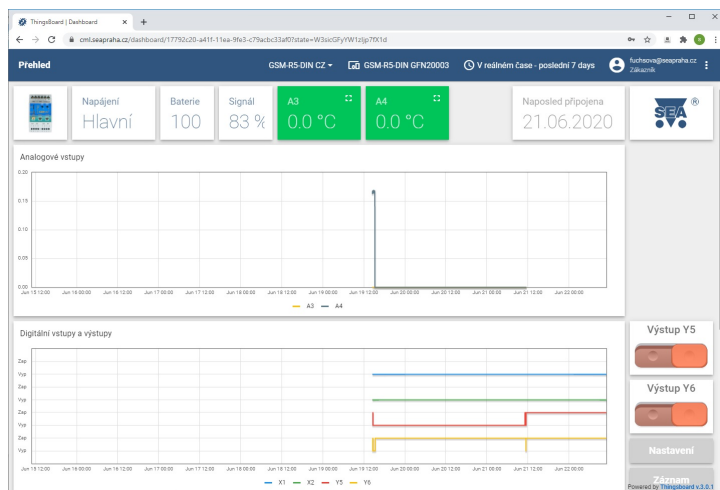 ThingsBoard | Dashboard
cml.seapraha.cz/dashboard/17792c20-a41f-11ea-9fe3-c79acbc33af0?state=W3sicGFyYW1zIjp7fX1d
Přehled
GSM-R5-DIN CZ
GSM-R5-DIN GFN20003
V reálném čase - poslední 7 days
fuchsova@seapraha.cz
Zákazník
Napájení
Hlavní
Baterie
100
Signál
83 %
A3
0.0 °C
A4
0.0 °C
Naposled připojena
21.06.2020
SEA ®
Analogové vstupy
0.20
0.15
0.10
0.05
0.00
Jun 15 12:00 Jun 16 00:00 Jun 16 12:00 Jun 17 00:00 Jun 17 12:00 Jun 18 00:00 Jun 18 12:00 Jun 19 00:00 Jun 19 12:00 Jun 20 00:00 Jun 20 12:00 Jun 21 00:00 Jun 21 12:00 Jun 22 00:00
A3 A4
Digitální vstupy a výstupy
Zap
Vyp
Zap
Vyp
Zap
Vyp
Zap
Vyp
Jun 15 12:00 Jun 16 00:00 Jun 16 12:00 Jun 17 00:00 Jun 17 12:00 Jun 18 00:00 Jun 18 12:00 Jun 19 00:00 Jun 19 12:00 Jun 20 00:00 Jun 20 12:00 Jun 21 00:00 Jun 21 12:00 Jun 22 00:00
X1 X2 Y5 Y6
Výstup Y5
Výstup Y6
Nastavení
Záznam
Powered by Thingsboard v.3.0.1